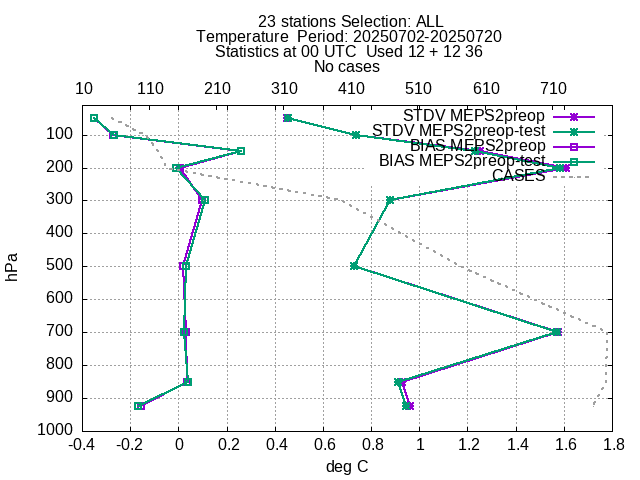 23 stations Selection: ALL
Temperature  Period: 20250702-20250720
Statistics at 00 UTC  Used 12 + 12 36
No cases
10 110 210 310 410 510 610 710
STDV MEPS2preop
STDV MEPS2preop-test
BIAS MEPS2preop
BIAS MEPS2preop-test
CASES
100
200
300
400
500
600
700
800
900
1000
hPa
-0.4 -0.2 0 0.2 0.4 0.6 0.8 1 1.2 1.4 1.6 1.8
deg C